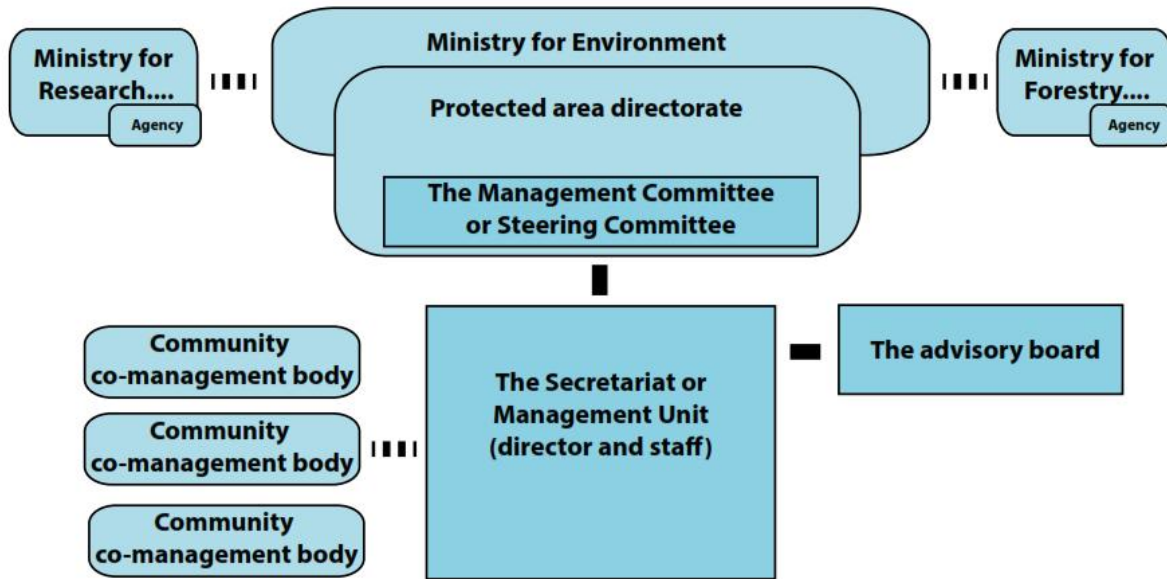 Ministry for Environment
Ministry for
Research....
Agency
Ministry for
Forestry....
Agency
Protected area directorate
The Management Committee
or Steering Committee
Community
co-management body
Community
co-management body
Community
co-management body
The Secretariat or
Management Unit
(director and staff)
The advisory board